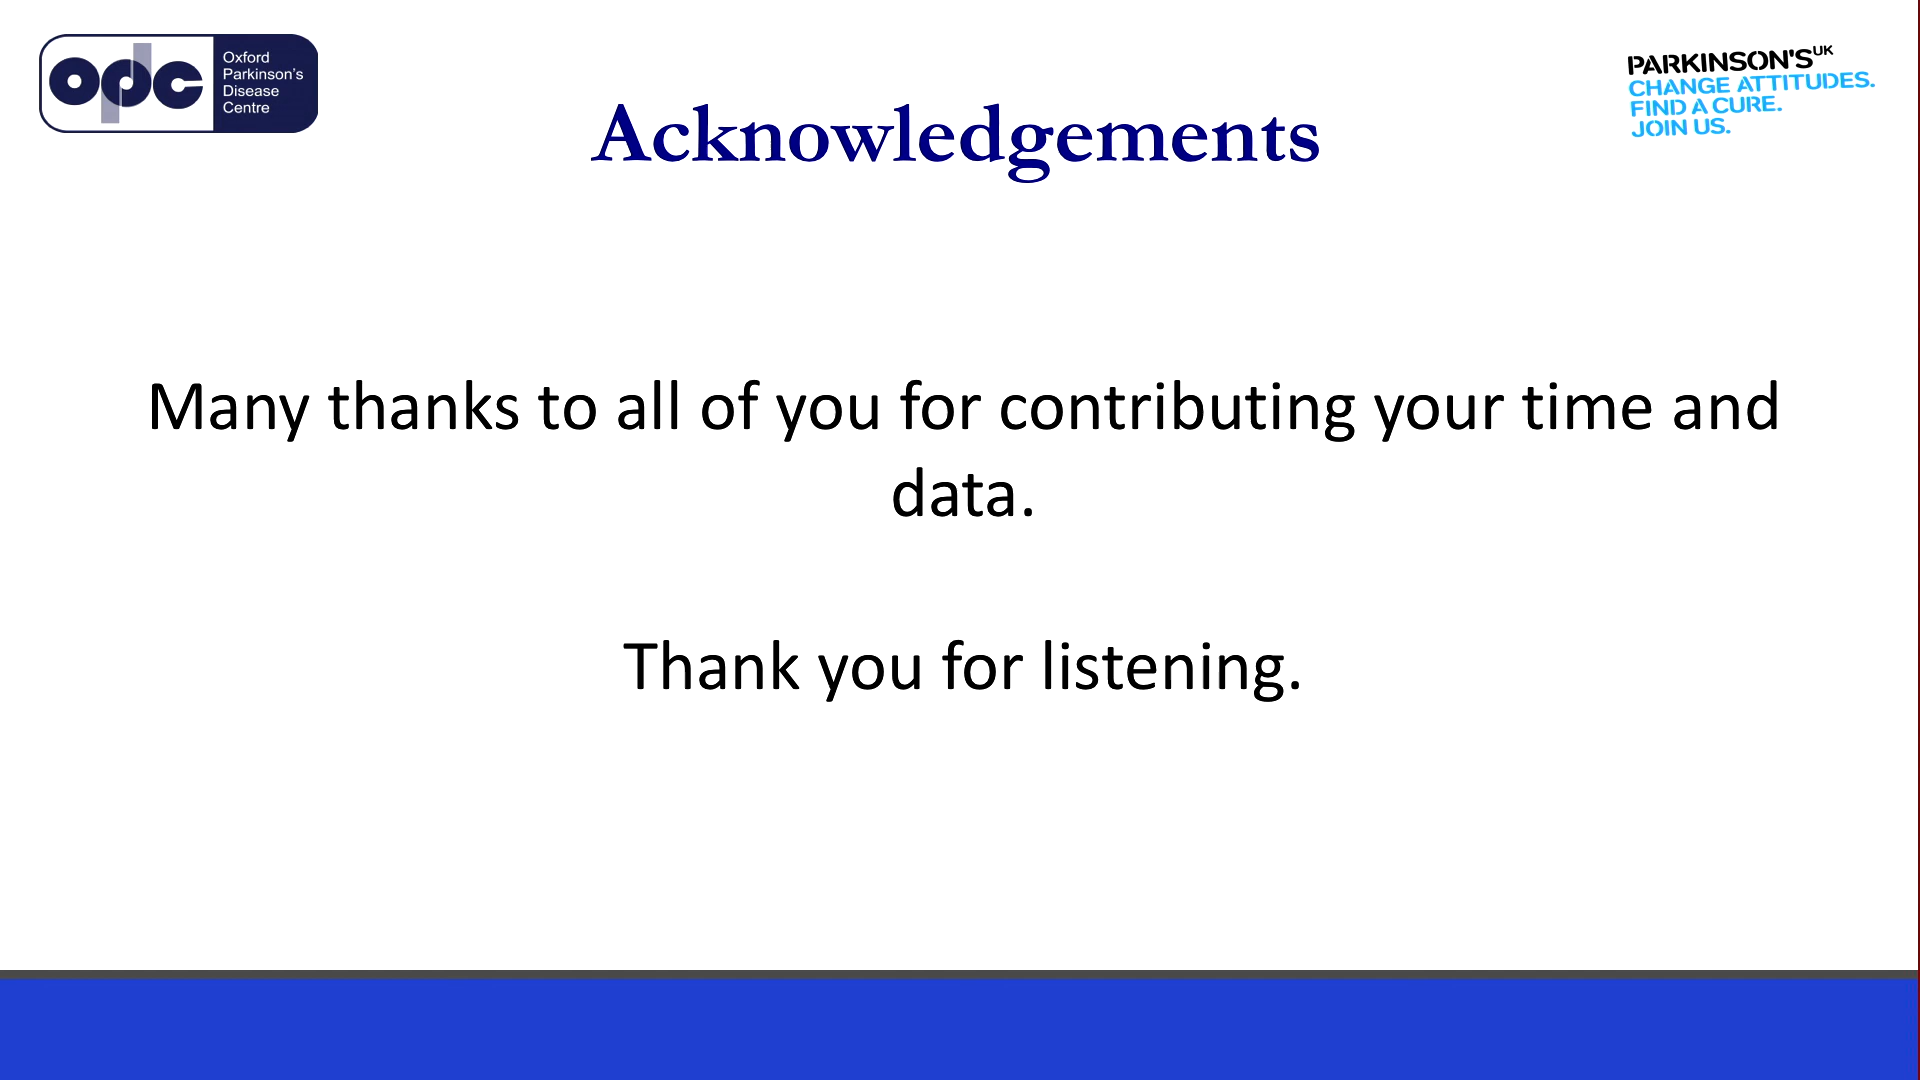 opdc
Oxford
Parkinson's
Disease
Centre
PARKINSON'S UK
CHANGE ATTITUDES.
FIND A CURE.
JOIN US.
Acknowledgements
Many thanks to all of you for contributing your time and
data.
Thank you for listening.